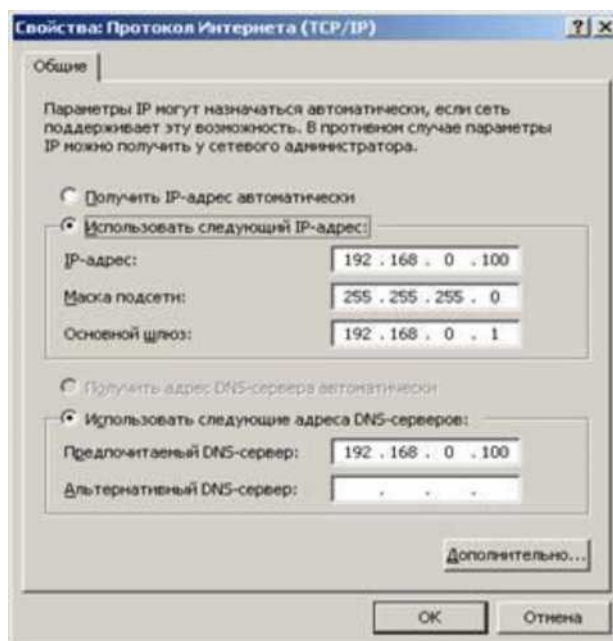 Свойства: Протокол Интернета (TCP/IP)
Общие
Параметры IP могут назначаться автоматически, если сеть
поддерживает эту возможность. В противном случае параметры
IP можно получить у сетевого администратора.
Получить IP-адрес автоматически
Использовать следующий IP-адрес:
IP-адрес: 192 . 168 . 0 . 100
Маска подсети: 255 . 255 . 255 . 0
Основной шлюз: 192 . 168 . 0 . 1
Получить адрес DNS-сервера автоматически
Использовать следующие адреса DNS-серверов:
Предпочитаемый DNS-сервер: 192 . 168 . 0 . 100
Альтернативный DNS-сервер: . . .
Дополнительно...
OK Отмена